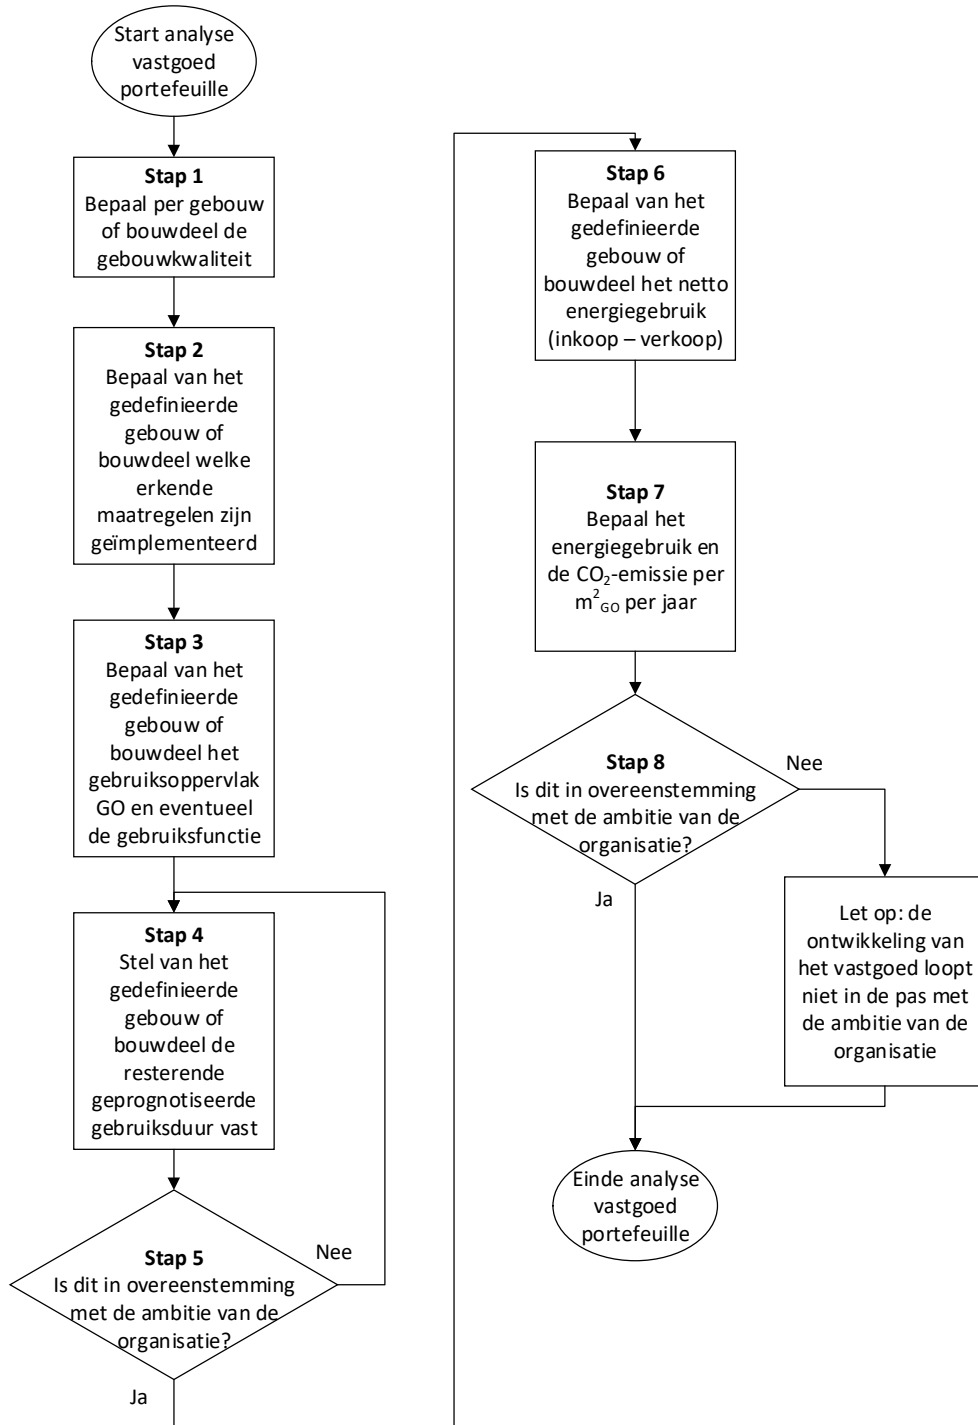 Start analyse
vastgoed
portefeuille
Stap 1
Bepaal per gebouw
of bouwdeel de
gebouwkwaliteit
Stap 2
Bepaal van het
gedefinieerde
gebouw of
bouwdeel welke
erkende
maatregelen zijn
geïmplementeerd
Stap 3
Bepaal van het
gedefinieerde
gebouw of
bouwdeel het
gebruiksoppervlak
GO en eventueel
de gebruiksfunctie
Stap 4
Stel van het
gedefinieerde
gebouw of
bouwdeel de
resterende
geprognotiseerde
gebruiksduur vast
Stap 5
Is dit in overeenstemming
met de ambitie van de
organisatie?
Nee
Ja
Stap 6
Bepaal van het
gedefinieerde
gebouw of
bouwdeel het netto
energiegebruik
(inkoop – verkoop)
Stap 7
Bepaal het
energiegebruik en
de CO₂-emissie per
m²GO per jaar
Stap 8
Is dit in overeenstemming
met de ambitie van de
organisatie?
Nee
Ja
Let op: de
ontwikkeling van
het vastgoed loopt
niet in de pas met
de ambitie van de
organisatie
Einde analyse
vastgoed
portefeuille